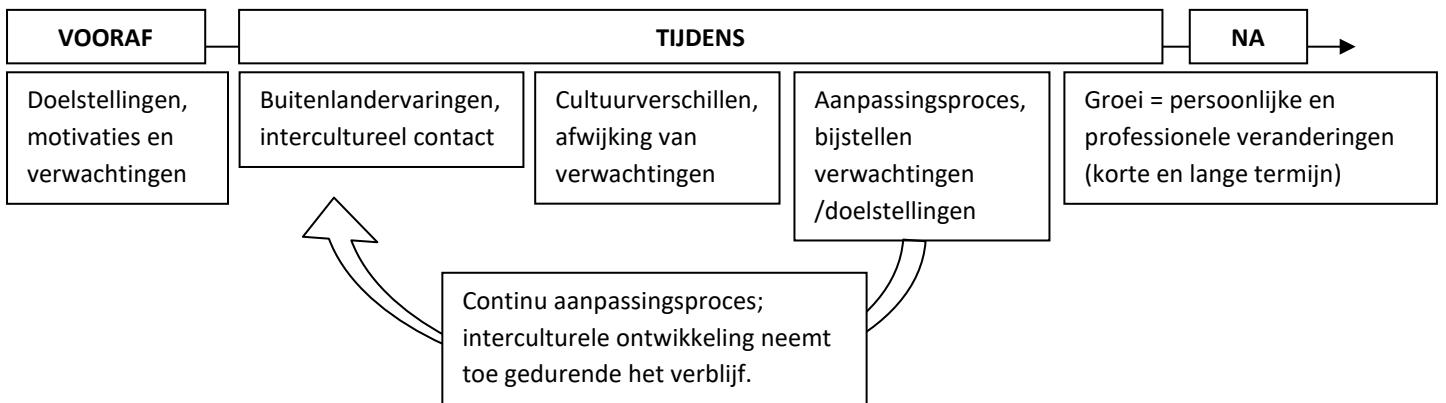 VOORAF
TIJDENS
NA
Doelstellingen,
motivaties en
verwachtingen
Buitenlandervaringen,
intercultureel contact
Cultuurverschillen,
afwijking van
verwachtingen
Aanpassingsproces,
bijstellen
verwachtingen
/doelstellingen
Groei = persoonlijke en
professionele veranderingen
(korte en lange termijn)
Continu aanpassingsproces;
interculturele ontwikkeling neemt
toe gedurende het verblijf.